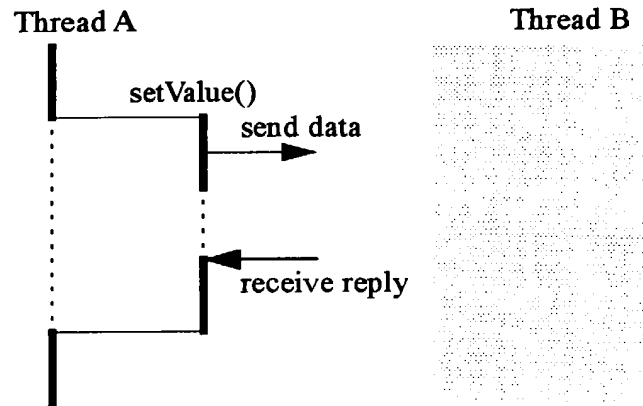 Thread A
Thread B
setValue()
send data
receive reply